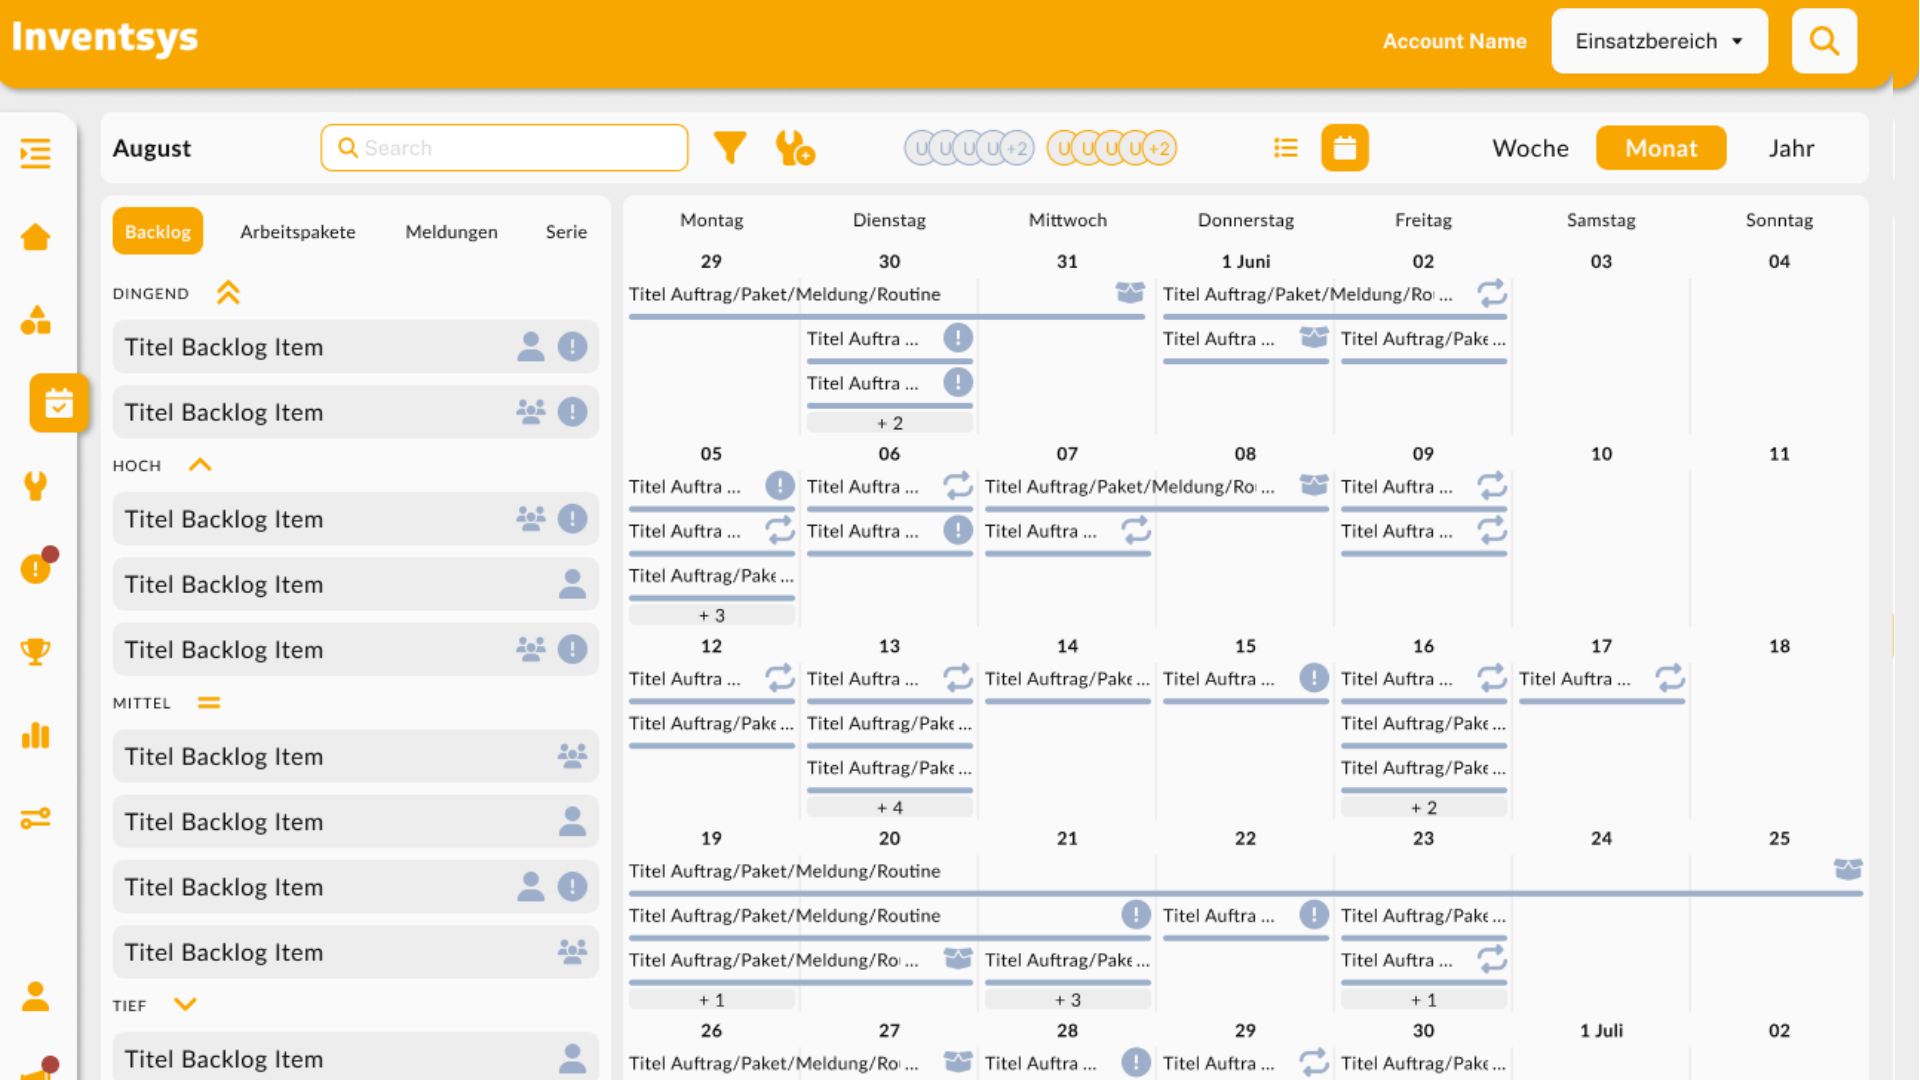 Inventsys
Account Name
Einsatzbereich
August
Search
U U U U +2
U U U U +2
Woche
Monat
Jahr
Backlog
Arbeitspakete
Meldungen
Serie
DINGEND
Titel Backlog Item
Titel Backlog Item
HOCH
Titel Backlog Item
Titel Backlog Item
Titel Backlog Item
MITTEL
Titel Backlog Item
Titel Backlog Item
Titel Backlog Item
Titel Backlog Item
TIEF
Titel Backlog Item
Montag Dienstag Mittwoch Donnerstag Freitag Samstag Sonntag
29 30 31 1 Juni 02 03 04
Titel Auftrag/Paket/Meldung/Routine Titel Auftrag/Paket/Meldung/Ro ...
Titel Auftra ... Titel Auftra ... Titel Auftrag/Pake ...
Titel Auftra ...
+ 2
05 06 07 08 09 10 11
Titel Auftra ... Titel Auftra ... Titel Auftrag/Paket/Meldung/Ro ... Titel Auftra ...
Titel Auftra ... Titel Auftra ... Titel Auftra ... Titel Auftra ...
Titel Auftrag/Pake ...
+ 3
12 13 14 15 16 17 18
Titel Auftra ... Titel Auftra ... Titel Auftrag/Pake ... Titel Auftra ... Titel Auftra ... Titel Auftra ...
Titel Auftrag/Pake ... Titel Auftrag/Pake ... Titel Auftrag/Pake ...
Titel Auftrag/Pake ... Titel Auftrag/Pake ...
+ 4 + 2
19 20 21 22 23 24 25
Titel Auftrag/Paket/Meldung/Routine
Titel Auftrag/Paket/Meldung/Routine Titel Auftra ... Titel Auftrag/Pake ...
Titel Auftrag/Paket/Meldung/Ro ... Titel Auftrag/Pake ... Titel Auftra ...
+ 1 + 3 + 1
26 27 28 29 30 1 Juli 02
Titel Auftrag/Paket/Meldung/Ro ... Titel Auftra ... Titel Auftra ... Titel Auftrag/Pake ...